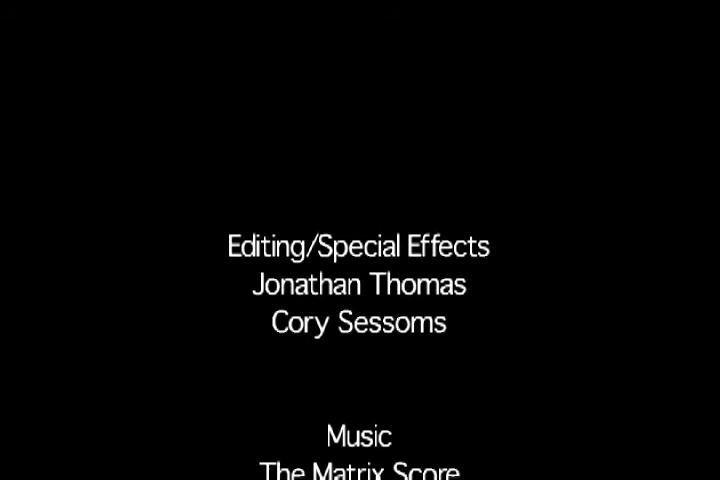 Editing/Special Effects
Jonathan Thomas
Cory Sessoms
Music
The Matrix Score